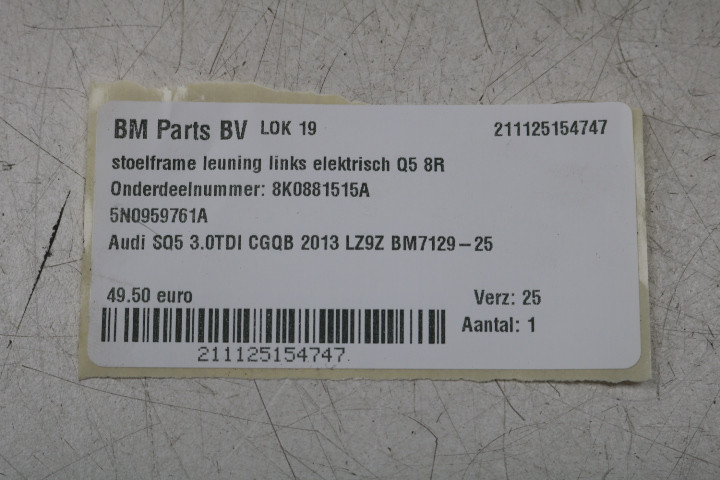 BM Parts BV LOK 19 211125154747
stoelframe leuning links elektrisch Q5 8R
Onderdeelnummer: 8K0881515A
5N0959761A
Audi SQ5 3.0TDI CGQB 2013 LZ9Z BM7129-25
49.50 euro Verz: 25
Aantal: 1
211125154747